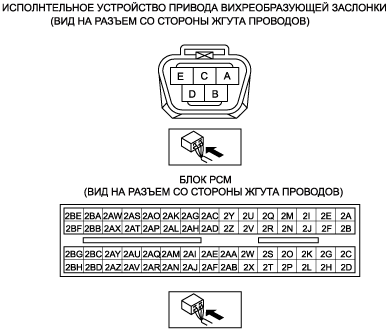 ИСПОЛНТЕЛЬНОЕ УСТРОЙСТВО ПРИВОДА ВИХРЕОБРАЗУЮЩЕЙ ЗАСЛОНКИ
(ВИД НА РАЗЪЕМ СО СТОРОНЫ ЖГУТА ПРОВОДОВ)
E C A
D B
БЛОК PCM
(ВИД НА РАЗЪЕМ СО СТОРОНЫ ЖГУТА ПРОВОДОВ)
2BE 2BA 2AW 2AS 2AO 2AK 2AG 2AC 2Y 2U 2Q 2M 2I 2E 2A
2BF 2BB 2AX 2AT 2AP 2AL 2AH 2AD 2Z 2V 2R 2N 2J 2F 2B
2BG 2BC 2AY 2AU 2AQ 2AM 2AI 2AE 2AA 2W 2S 2O 2K 2G 2C
2BH 2BD 2AZ 2AV 2AR 2AN 2AJ 2AF 2AB 2X 2T 2P 2L 2H 2D